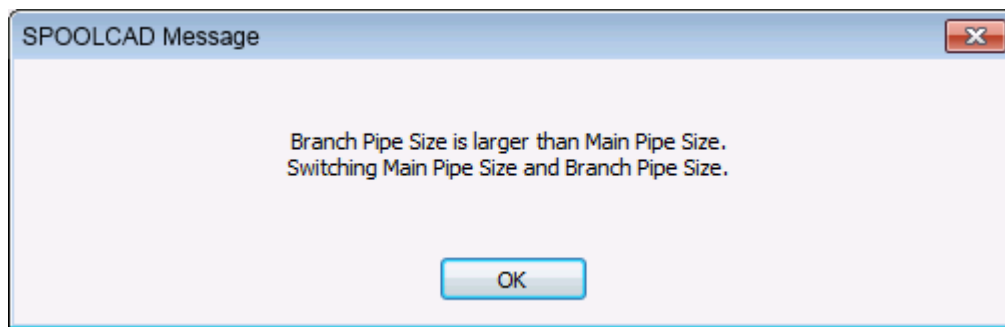 SPOOLCAD Message
Branch Pipe Size is larger than Main Pipe Size.
Switching Main Pipe Size and Branch Pipe Size.
OK